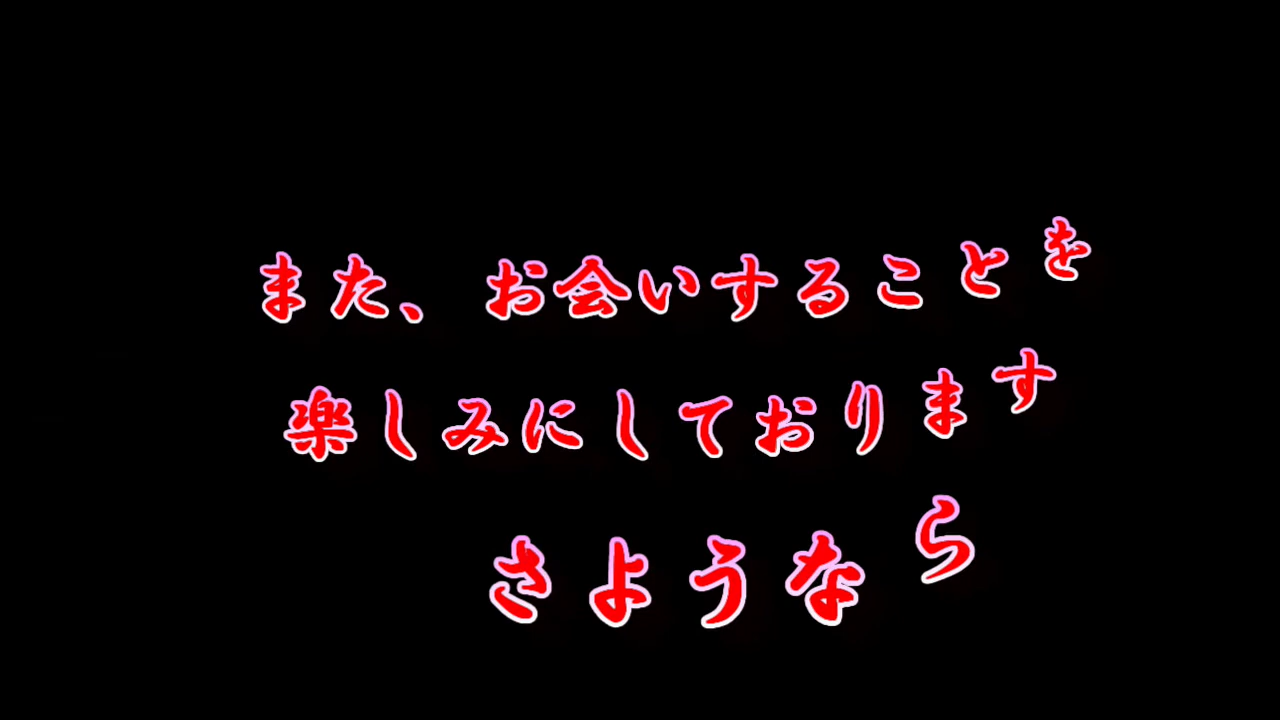 また、お会いすることを
楽しみにしております
さようなら